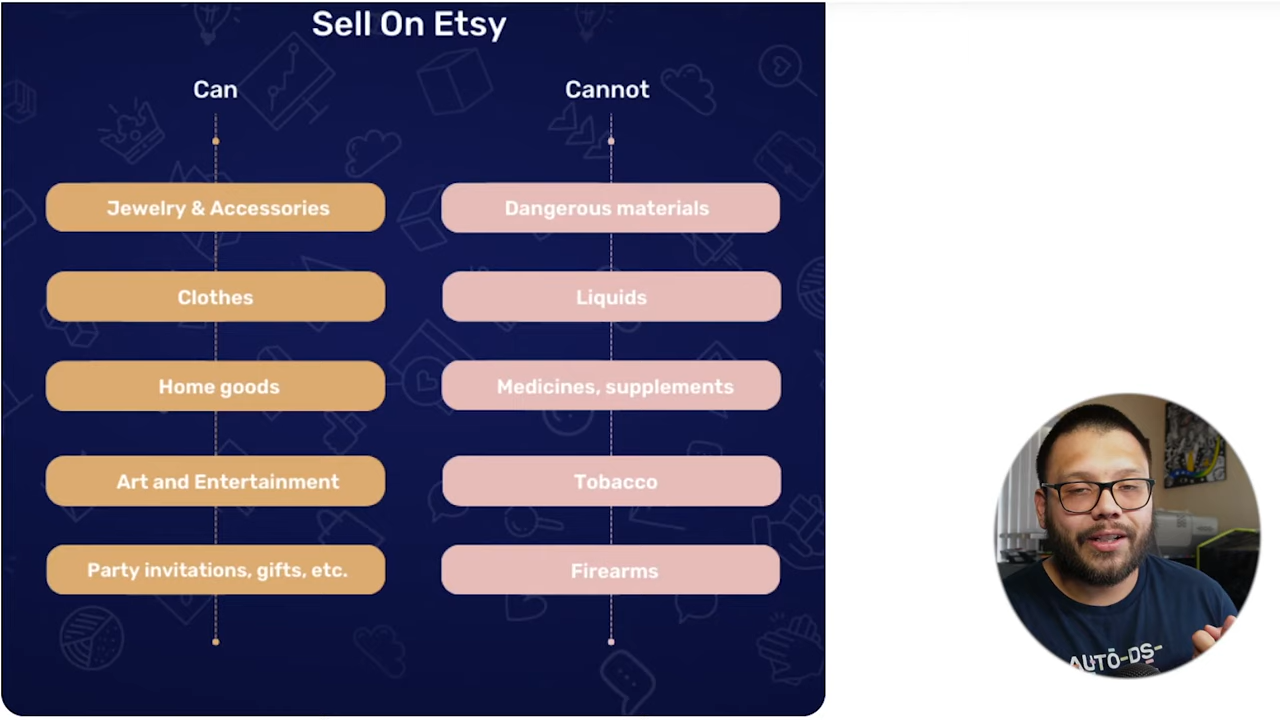 Sell On Etsy
Can
Cannot
Jewelry & Accessories
Dangerous materials
Clothes
Liquids
Home goods
Medicines, supplements
Art and Entertainment
Tobacco
Party invitations, gifts, etc.
Firearms
AUTO-DS-